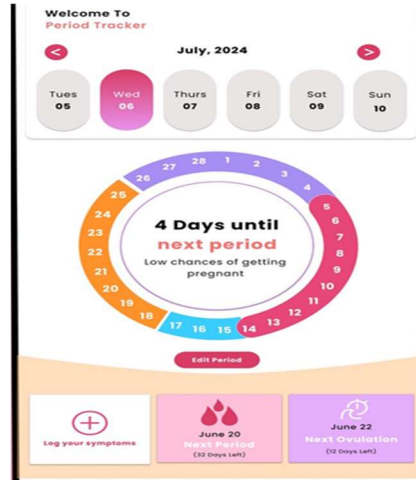 Welcome To
Period Tracker
<
July, 2024
>
Tues
05
Wed
06
Thurs
07
Fri
08
Sat
09
Sun
10
1
2
3
4
5
6
7
8
9
10
11
12
13
14
15
16
17
18
19
20
21
22
23
24
25
26
27
28
4 Days until
next period
Low chances of getting
pregnant
Edit Period
Log your symptoms
June 20
Next Period
(32 Days Left)
June 22
Next Ovulation
(12 Days Left)